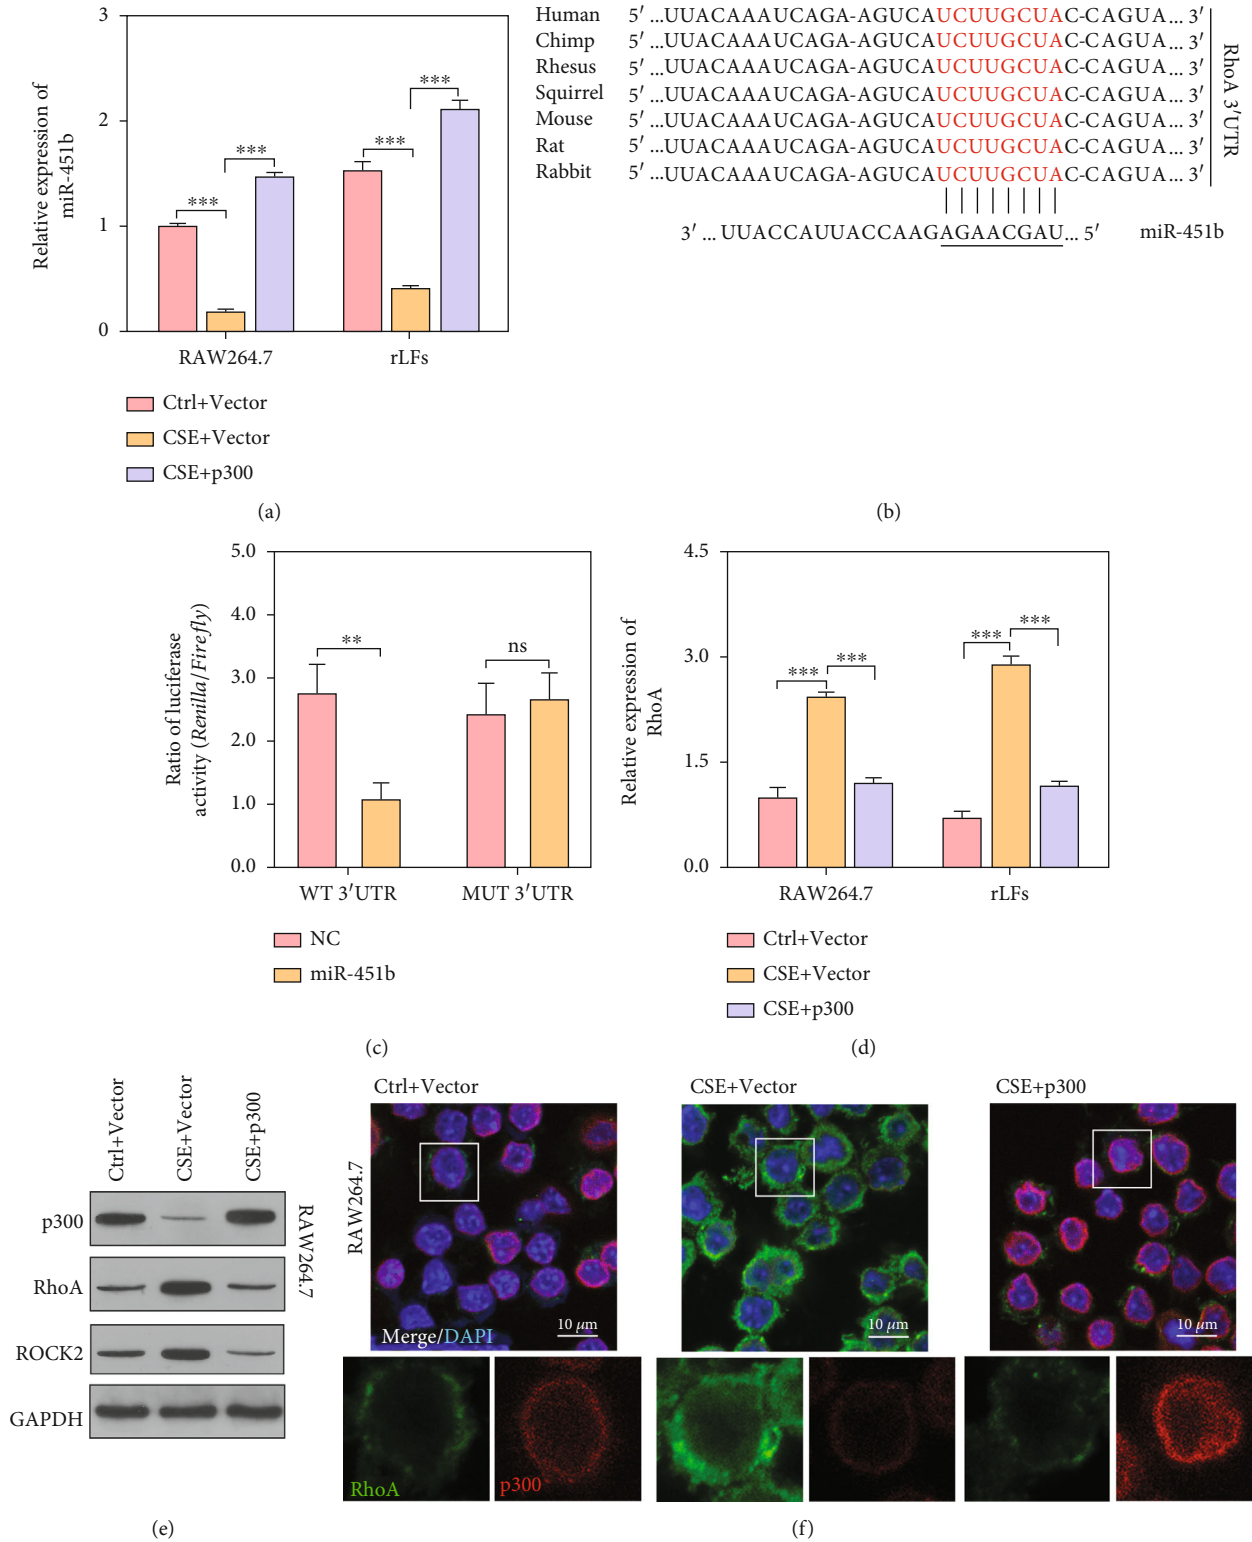 Relative expression of
miR-451b
3
2
1
0
***
***
***
***
RAW264.7
rLFs
Ctrl+Vector
CSE+Vector
CSE+p300
(a)
Human 5′ ...UUACAAAUCAGA-AGUCAUCUUGCUAC-CAGUA... 3′
Chimp 5′ ...UUACAAAUCAGA-AGUCAUCUUGCUAC-CAGUA... 3′
Rhesus 5′ ...UUACAAAUCAGA-AGUCAUCUUGCUAC-CAGUA... 3′
Squirrel 5′ ...UUACAAAUCAGA-AGUCAUCUUGCUAC-CAGUA... 3′
Mouse 5′ ...UUACAAAUCAGA-AGUCAUCUUGCUAC-CAGUA... 3′
Rat 5′ ...UUACAAAUCAGA-AGUCAUCUUGCUAC-CAGUA... 3′
Rabbit 5′ ...UUACAAAUCAGA-AGUCAUCUUGCUAC-CAGUA... 3′
RhoA 3′UTR
3′ ... UUACCAUUACCAAGAGAACGAU... 5′ miR-451b
(b)
Ratio of luciferase
activity (Renilla/Firefly)
5.0
4.0
3.0
2.0
1.0
0.0
**
ns
WT 3′UTR
MUT 3′UTR
NC
miR-451b
(c)
Relative expression of
RhoA
4.5
3.0
1.5
0.0
***
***
***
***
RAW264.7
rLFs
Ctrl+Vector
CSE+Vector
CSE+p300
(d)
Ctrl+Vector
CSE+Vector
CSE+p300
p300
RhoA
ROCK2
GAPDH
RAW264.7
(e)
Ctrl+Vector
CSE+Vector
CSE+p300
RAW264.7
Merge/DAPI
10 μm
10 μm
10 μm
RhoA
p300
(f)